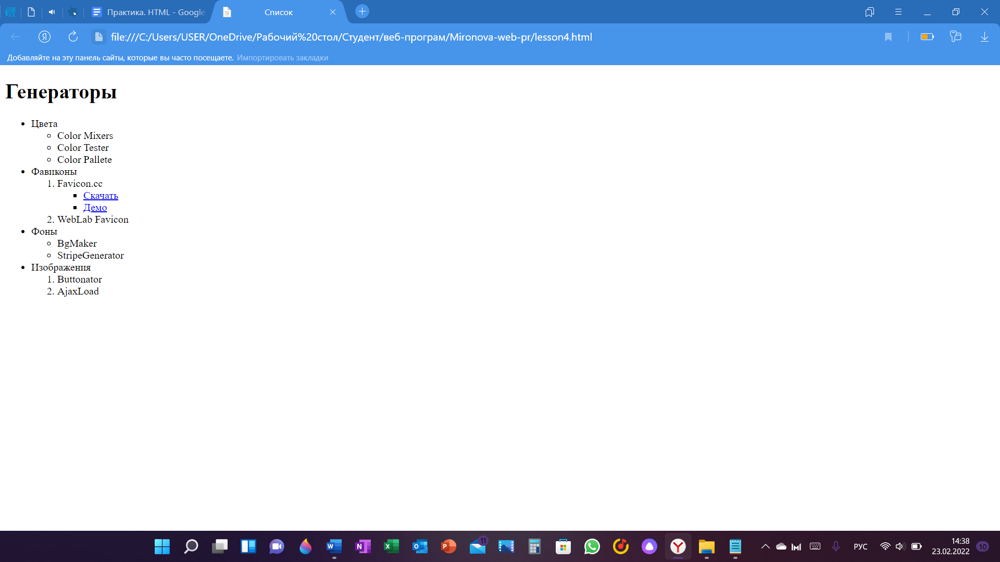 Практика. HTML - Google
Список
file:///C:/Users/USER/OneDrive/Рабочий%20стол/Студент/веб-програм/Mironova-web-pr/lesson4.html
Добавляйте на эту панель сайты, которые вы часто посещаете. Импортировать закладки
Генераторы
Цвета
Color Mixers
Color Tester
Color Pallete
Фавиконы
1. Favicon.cc
Скачать
Демо
2. WebLab Favicon
Фоны
BgMaker
StripeGenerator
Изображения
1. Buttonator
2. AjaxLoad
11
РУС
14:38
23.02.2022
10